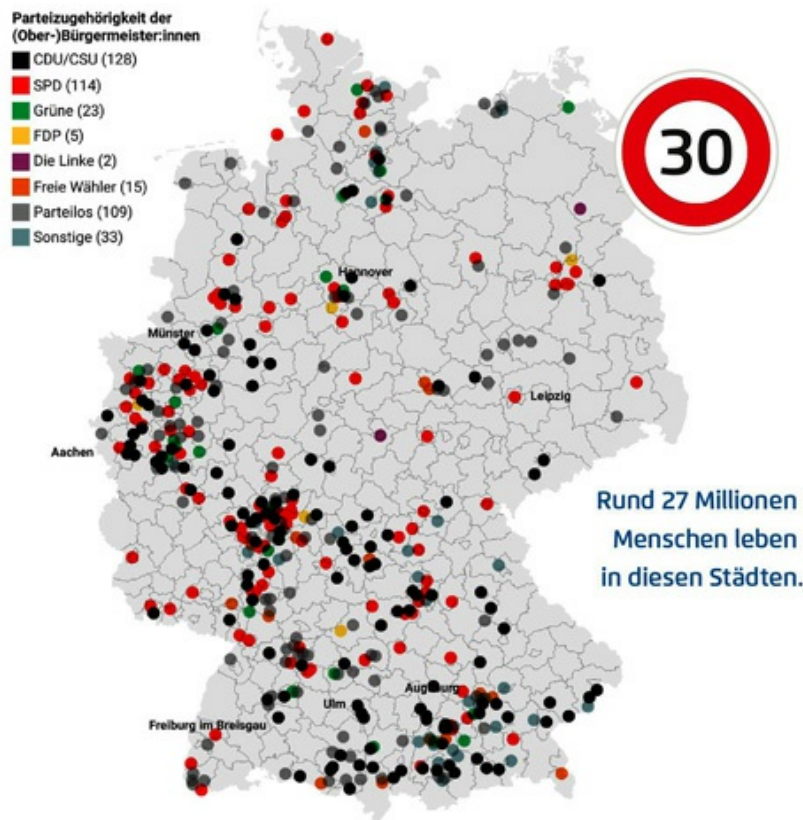 Parteizugehörigkeit der
(Ober-)Bürgermeister:innen
CDU/CSU (128)
SPD (114)
Grüne (23)
FDP (5)
Die Linke (2)
Freie Wähler (15)
Parteilos (109)
Sonstige (33)
30
Hannover
Münster
Leipzig
Aachen
Rund 27 Millionen
Menschen leben
in diesen Städten.
Augsburg
Ulm
Freiburg im Breisgau